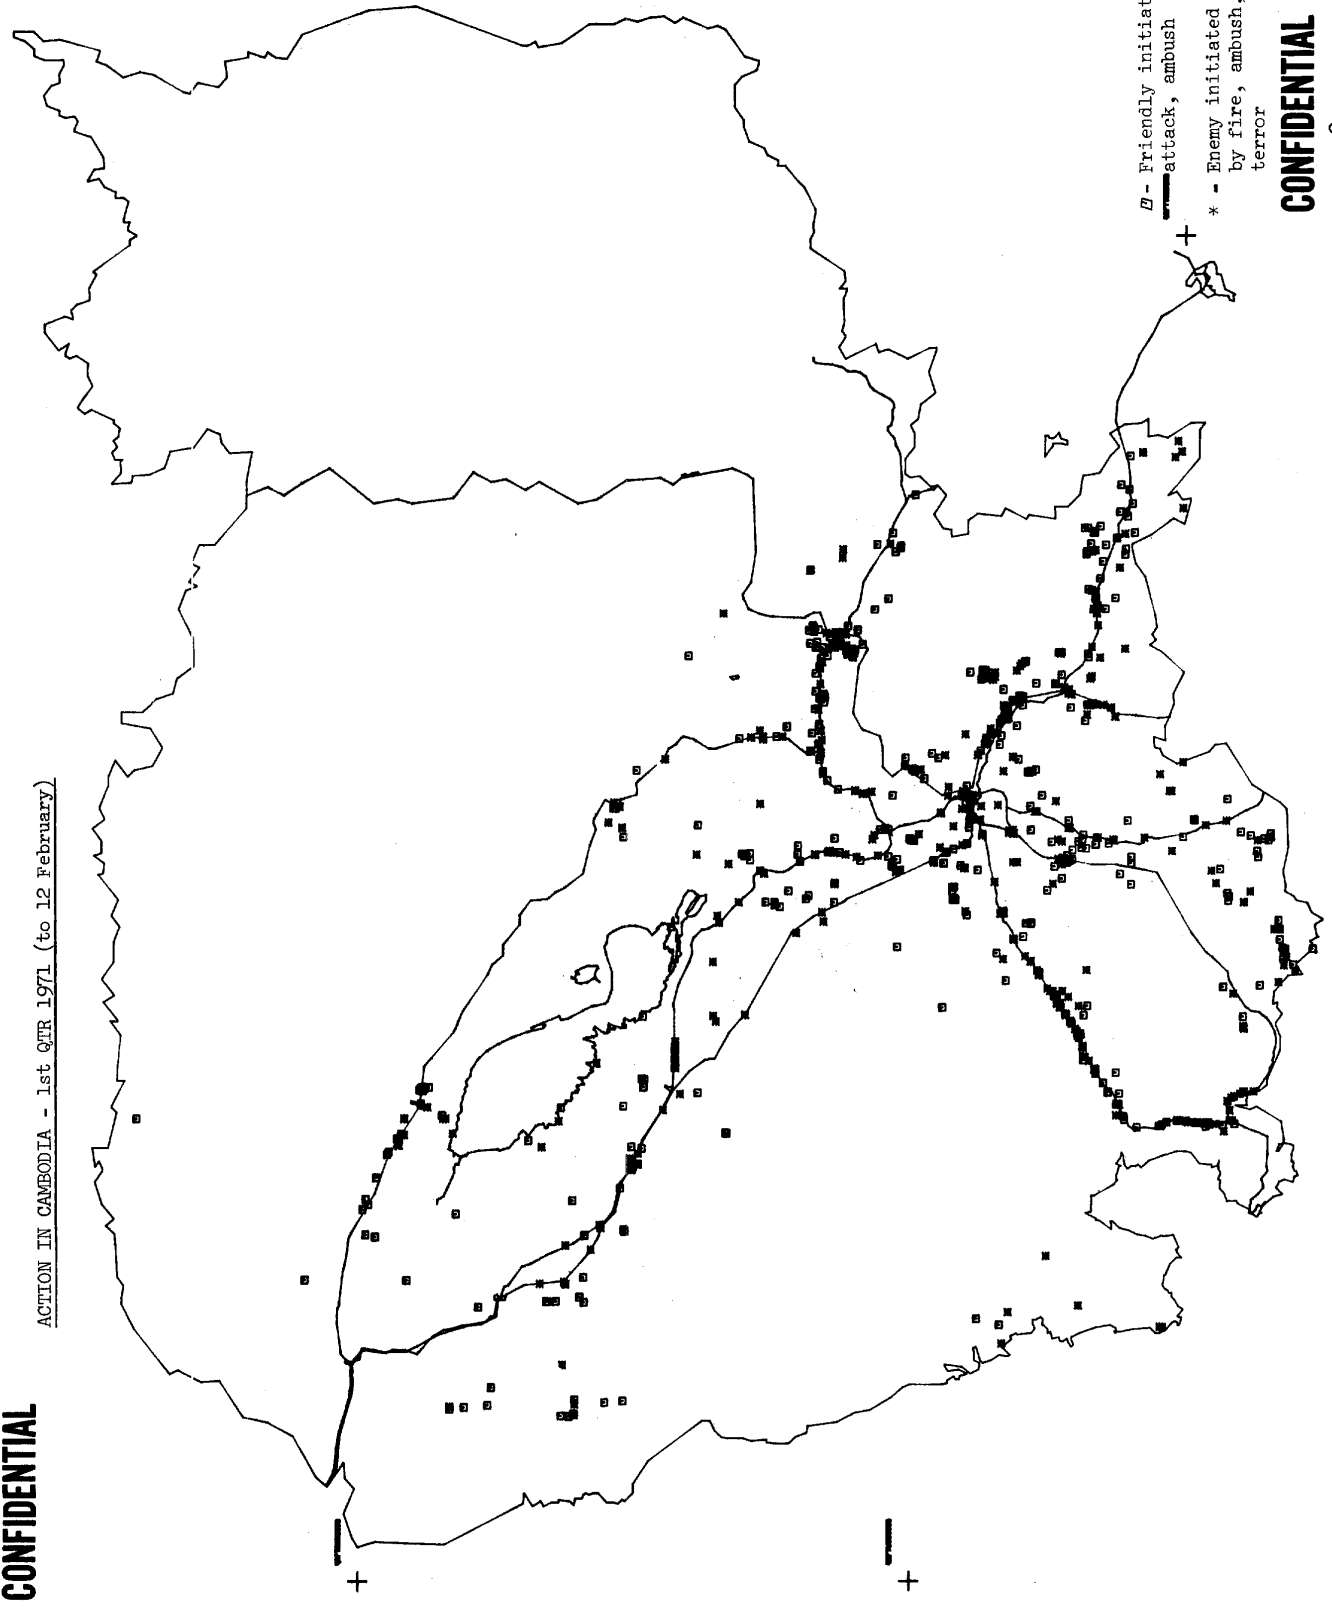 CONFIDENTIAL
ACTION IN CAMBODIA - 1st QTR 1971 (to 12 February)
- Friendly initiat
attack, ambush
* - Enemy initiated
by fire, ambush,
terror
CONFIDENTIAL